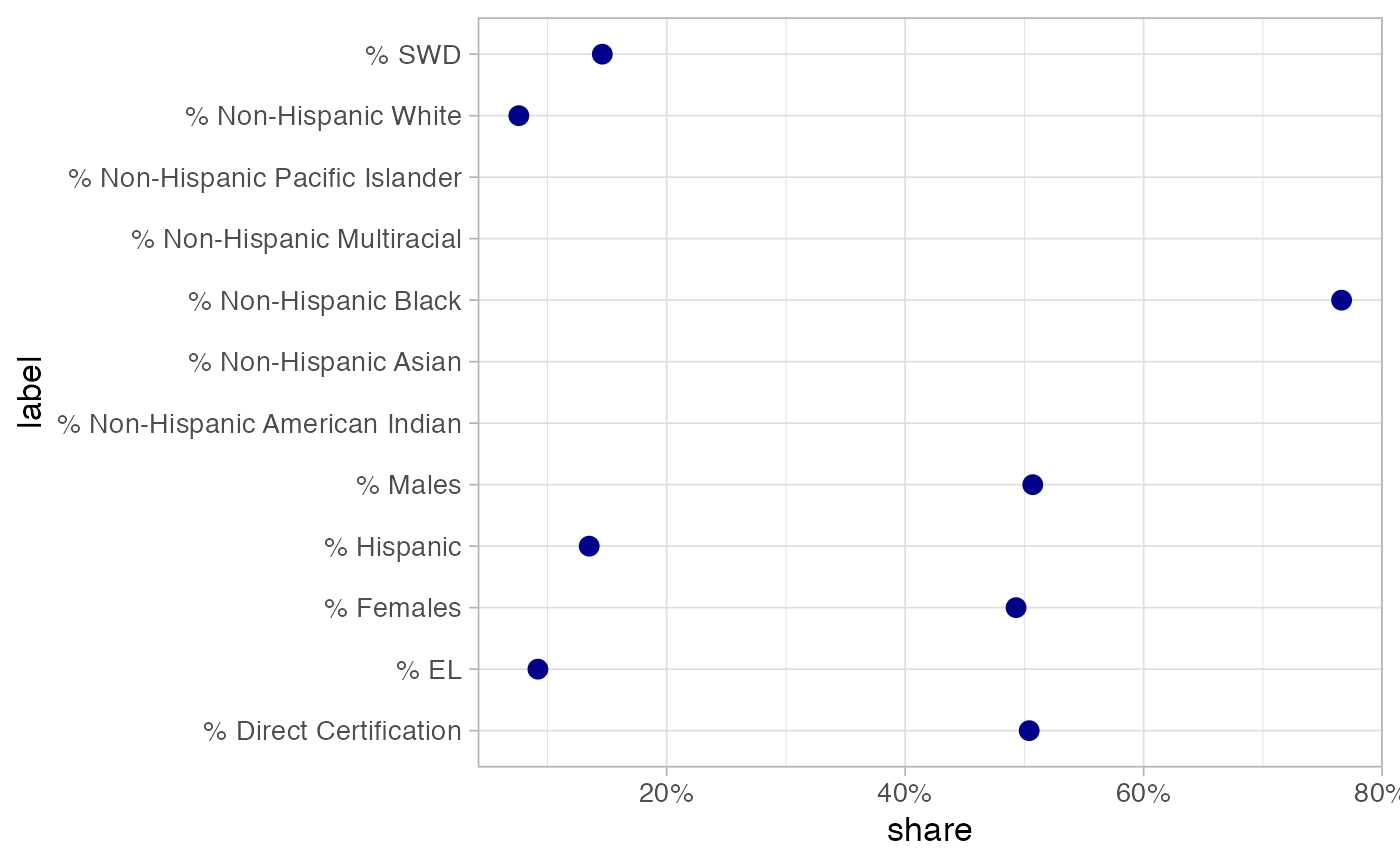 % SWD
% Non-Hispanic White
% Non-Hispanic Pacific Islander
% Non-Hispanic Multiracial
% Non-Hispanic Black
% Non-Hispanic Asian
% Non-Hispanic American Indian
% Males
% Hispanic
% Females
% EL
% Direct Certification
label
20% 40% 60% 80%
share